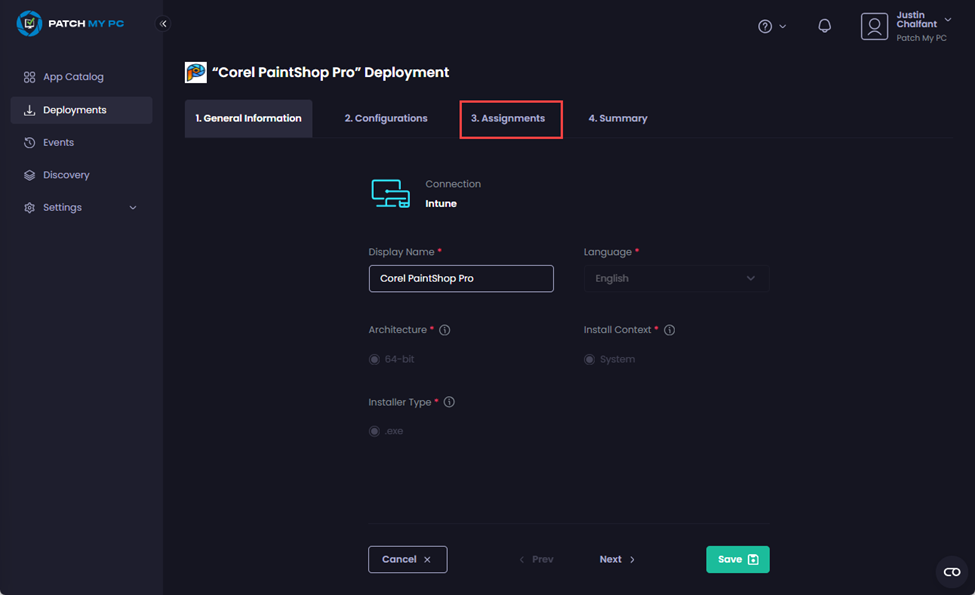 PATCH MY PC
Justin
Chalfant
Patch My PC
App Catalog
Deployments
Events
Discovery
Settings
“Corel PaintShop Pro” Deployment
1. General Information
2. Configurations
3. Assignments
4. Summary
Connection
Intune
Display Name *
Language *
Corel PaintShop Pro
English
Architecture *
Install Context *
64-bit
System
Installer Type *
.exe
Cancel
Prev
Next
Save